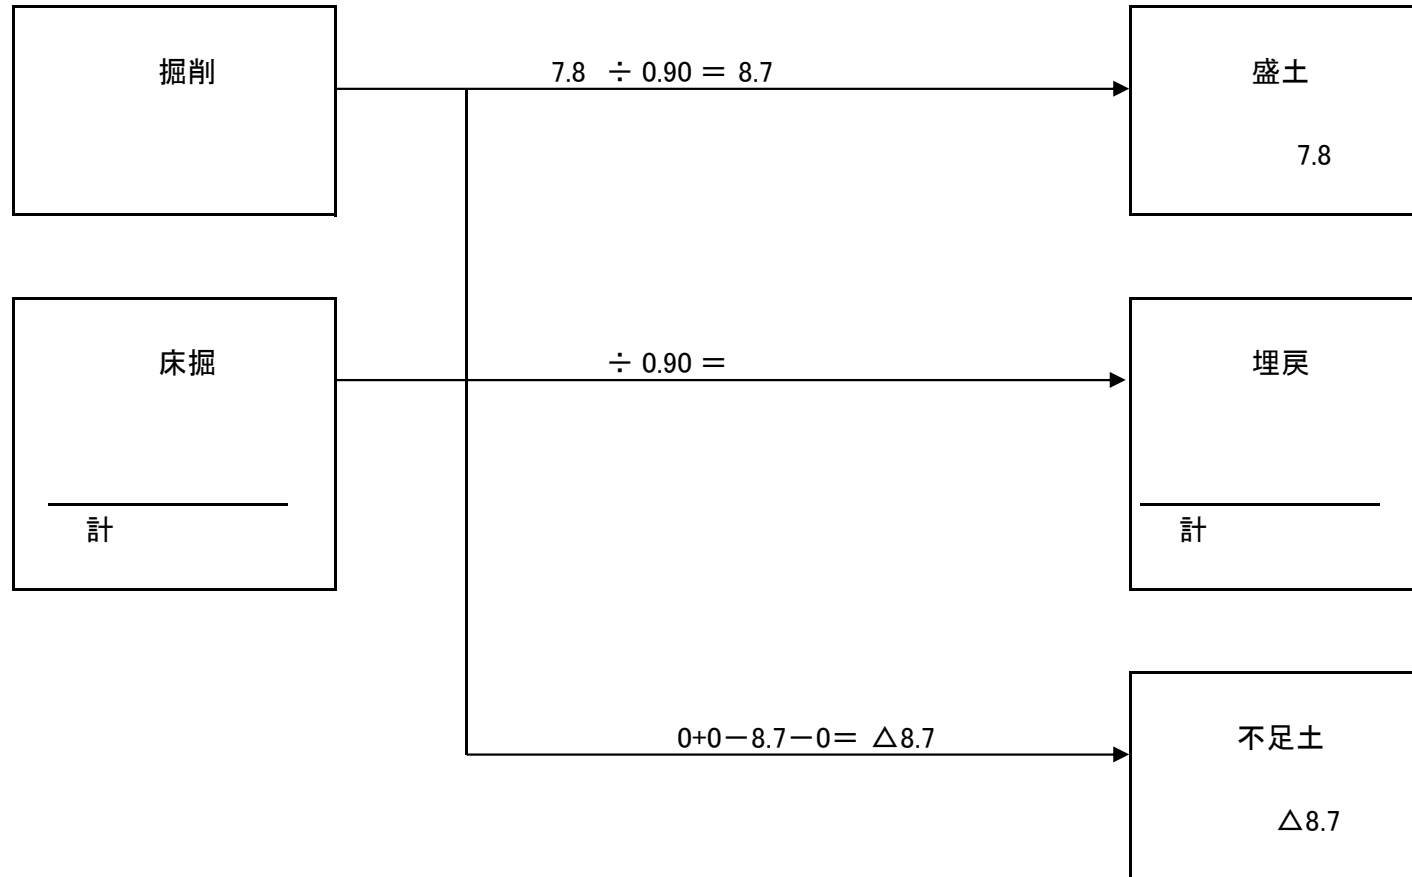 掘削
7.8 ÷ 0.90 = 8.7
盛土
7.8
床掘
÷ 0.90 =
埋戻
計
計
0+0-8.7-0= △8.7
不足土
△8.7